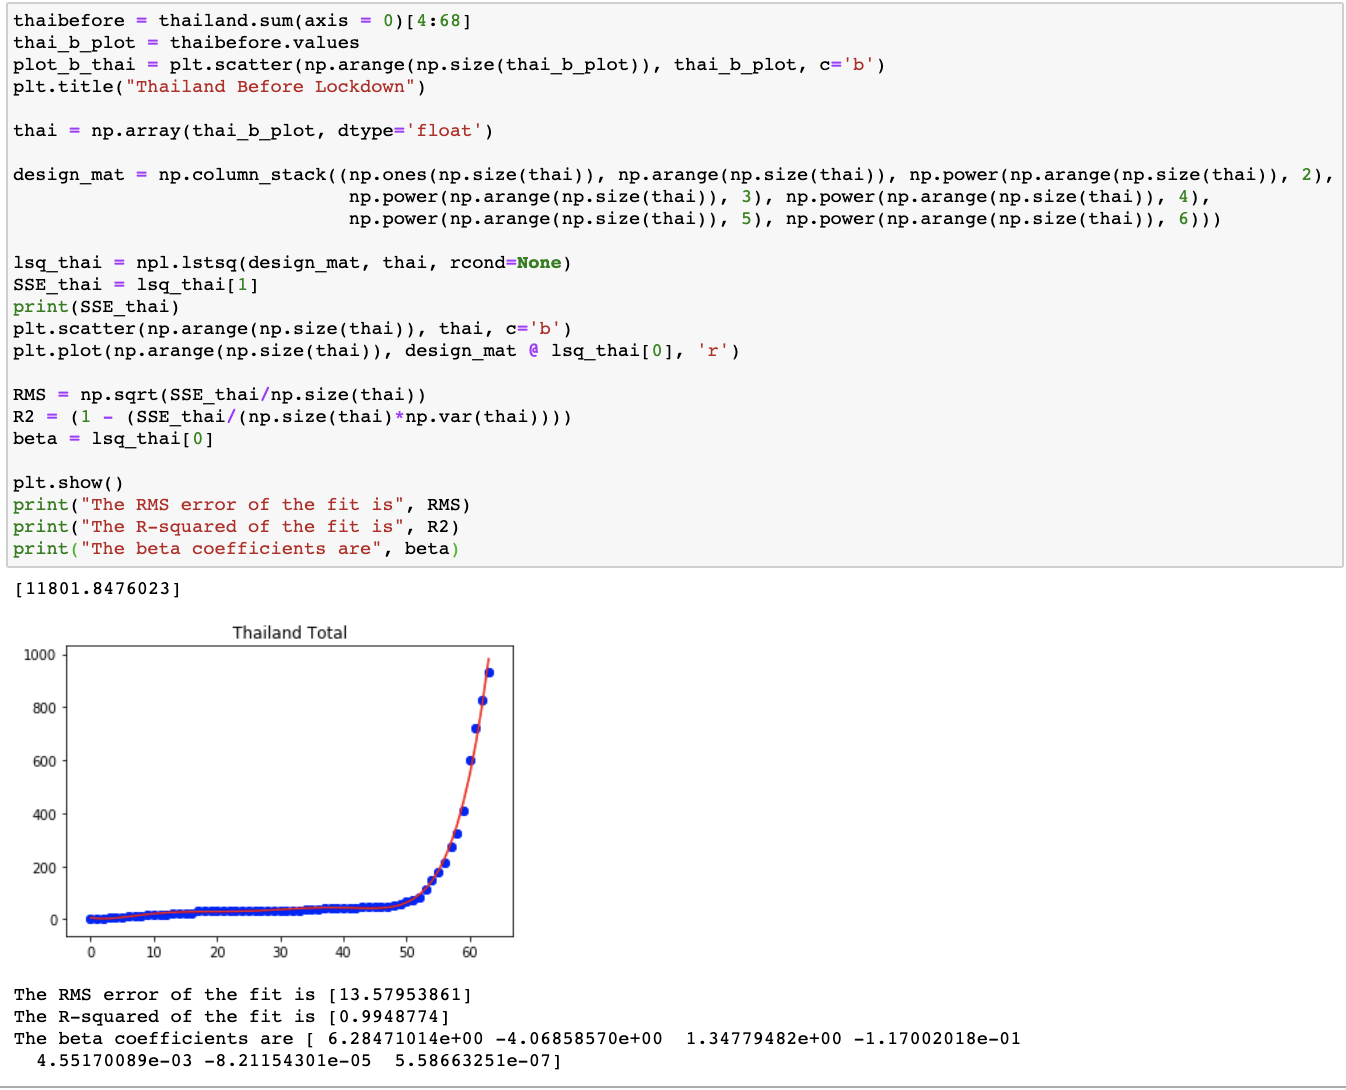 thaibefore = thailand.sum(axis = 0)[4:68]
thai_b_plot = thaibefore.values
plot_b_thai = plt.scatter(np.arange(np.size(thai_b_plot)), thai_b_plot, c='b')
plt.title("Thailand Before Lockdown")
thai = np.array(thai_b_plot, dtype='float')
design_mat = np.column_stack((np.ones(np.size(thai)), np.arange(np.size(thai)), np.power(np.arange(np.size(thai)), 2),
np.power(np.arange(np.size(thai)), 3), np.power(np.arange(np.size(thai)), 4),
np.power(np.arange(np.size(thai)), 5), np.power(np.arange(np.size(thai)), 6)))
lsq_thai = npl.lstsq(design_mat, thai, rcond=None)
SSE_thai = lsq_thai[1]
print(SSE_thai)
plt.scatter(np.arange(np.size(thai)), thai, c='b')
plt.plot(np.arange(np.size(thai)), design_mat @ lsq_thai[0], 'r')
RMS = np.sqrt(SSE_thai/np.size(thai))
R2 = (1 - (SSE_thai/(np.size(thai)*np.var(thai))))
beta = lsq_thai[0]
plt.show()
print("The RMS error of the fit is", RMS)
print("The R-squared of the fit is", R2)
print("The beta coefficients are", beta)
[11801.8476023]
Thailand Total
1000
800
600
400
200
0
0 10 20 30 40 50 60
The RMS error of the fit is [13.57953861]
The R-squared of the fit is [0.9948774]
The beta coefficients are [ 6.28471014e+00 -4.06858570e+00  1.34779482e+00 -1.17002018e-01
4.55170089e-03 -8.21154301e-05  5.58663251e-07]